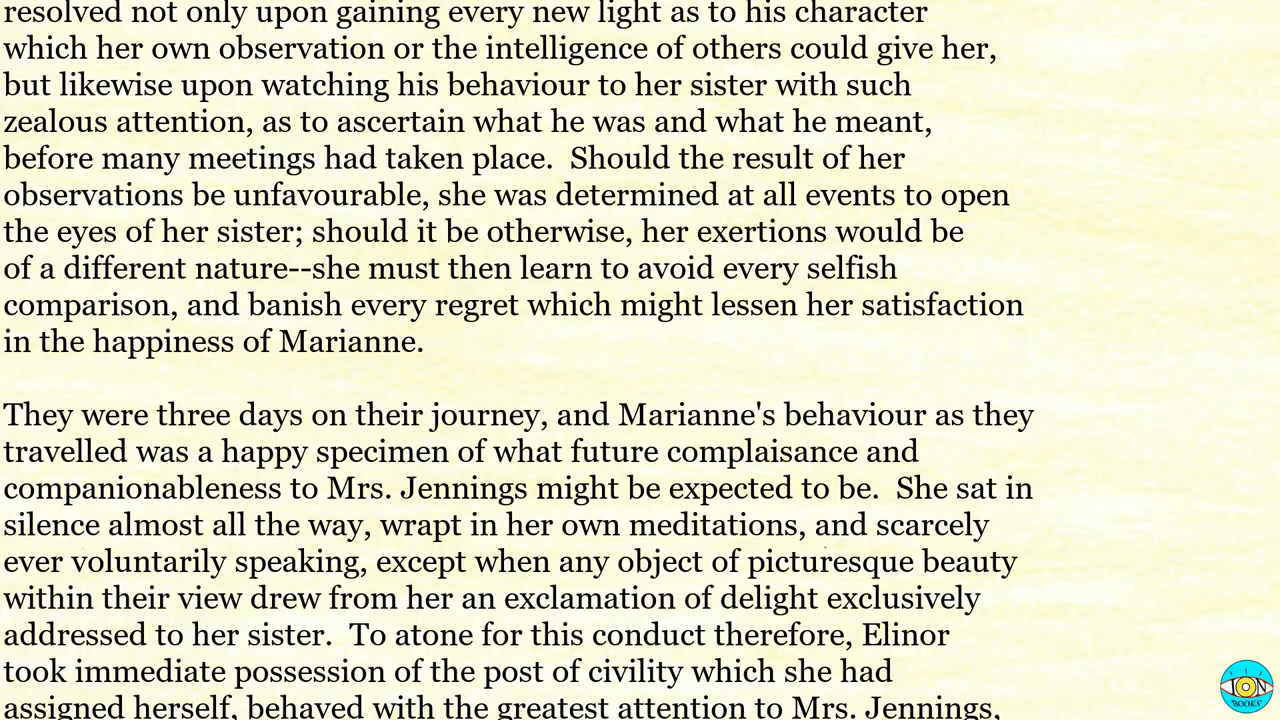 resolved not only upon gaining every new light as to his character
which her own observation or the intelligence of others could give her,
but likewise upon watching his behaviour to her sister with such
zealous attention, as to ascertain what he was and what he meant,
before many meetings had taken place.  Should the result of her
observations be unfavourable, she was determined at all events to open
the eyes of her sister; should it be otherwise, her exertions would be
of a different nature--she must then learn to avoid every selfish
comparison, and banish every regret which might lessen her satisfaction
in the happiness of Marianne.
They were three days on their journey, and Marianne's behaviour as they
travelled was a happy specimen of what future complaisance and
companionableness to Mrs. Jennings might be expected to be.  She sat in
silence almost all the way, wrapt in her own meditations, and scarcely
ever voluntarily speaking, except when any object of picturesque beauty
within their view drew from her an exclamation of delight exclusively
addressed to her sister.  To atone for this conduct therefore, Elinor
took immediate possession of the post of civility which she had
assigned herself, behaved with the greatest attention to Mrs. Jennings,
ION
BOOKS